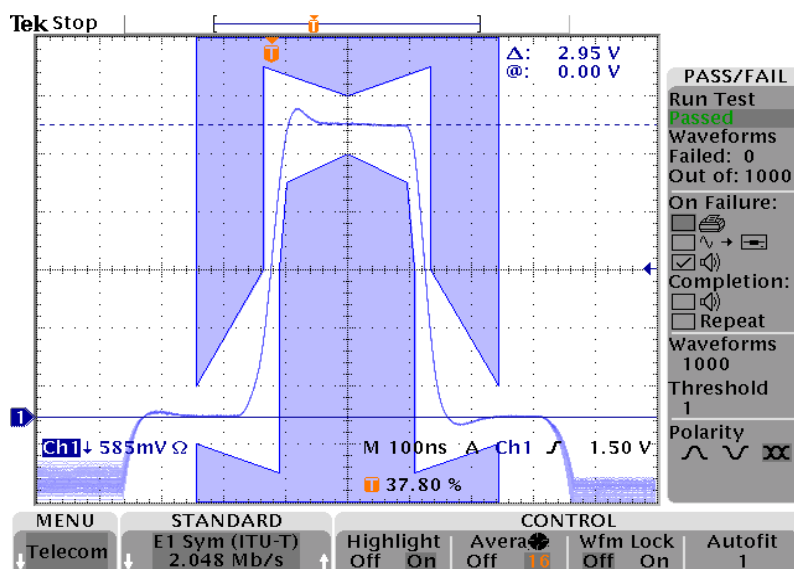 Tek Stop
T
T
Δ: 2.95 V
@: 0.00 V
1
Ch1↓ 585mV Ω
M 100ns A Ch1 ƒ 1.50 V
T 37.80 %
PASS/FAIL
Run Test
Passed
Waveforms
Failed: 0
Out of: 1000
On Failure:
Completion:
Repeat
Waveforms
1000
Threshold
1
Polarity
MENU
Telecom
STANDARD
E1 Sym (ITU-T)
2.048 Mb/s
CONTROL
Highlight
Off On
Off 16
Wfm Lock
Off On
Autofit
1